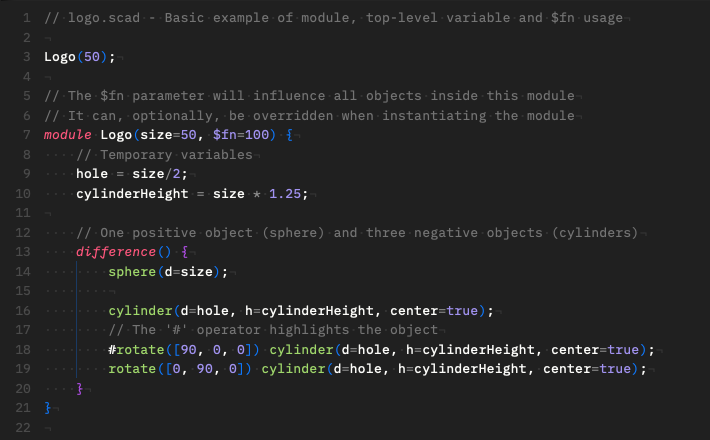 1 // logo.scad - Basic example of module, top-level variable and $fn usage
2
3 Logo(50);
4
5 // The $fn parameter will influence all objects inside this module
6 // It can, optionally, be overridden when instantiating the module
7 module Logo(size=50, $fn=100) {
8     // Temporary variables
9     hole = size/2;
10     cylinderHeight = size * 1.25;
11
12     // One positive object (sphere) and three negative objects (cylinders)
13     difference() {
14         sphere(d=size);
15
16         cylinder(d=hole, h=cylinderHeight, center=true);
17         // The '#' operator highlights the object
18         #rotate([90, 0, 0]) cylinder(d=hole, h=cylinderHeight, center=true);
19         rotate([0, 90, 0]) cylinder(d=hole, h=cylinderHeight, center=true);
20     }
21 }
22